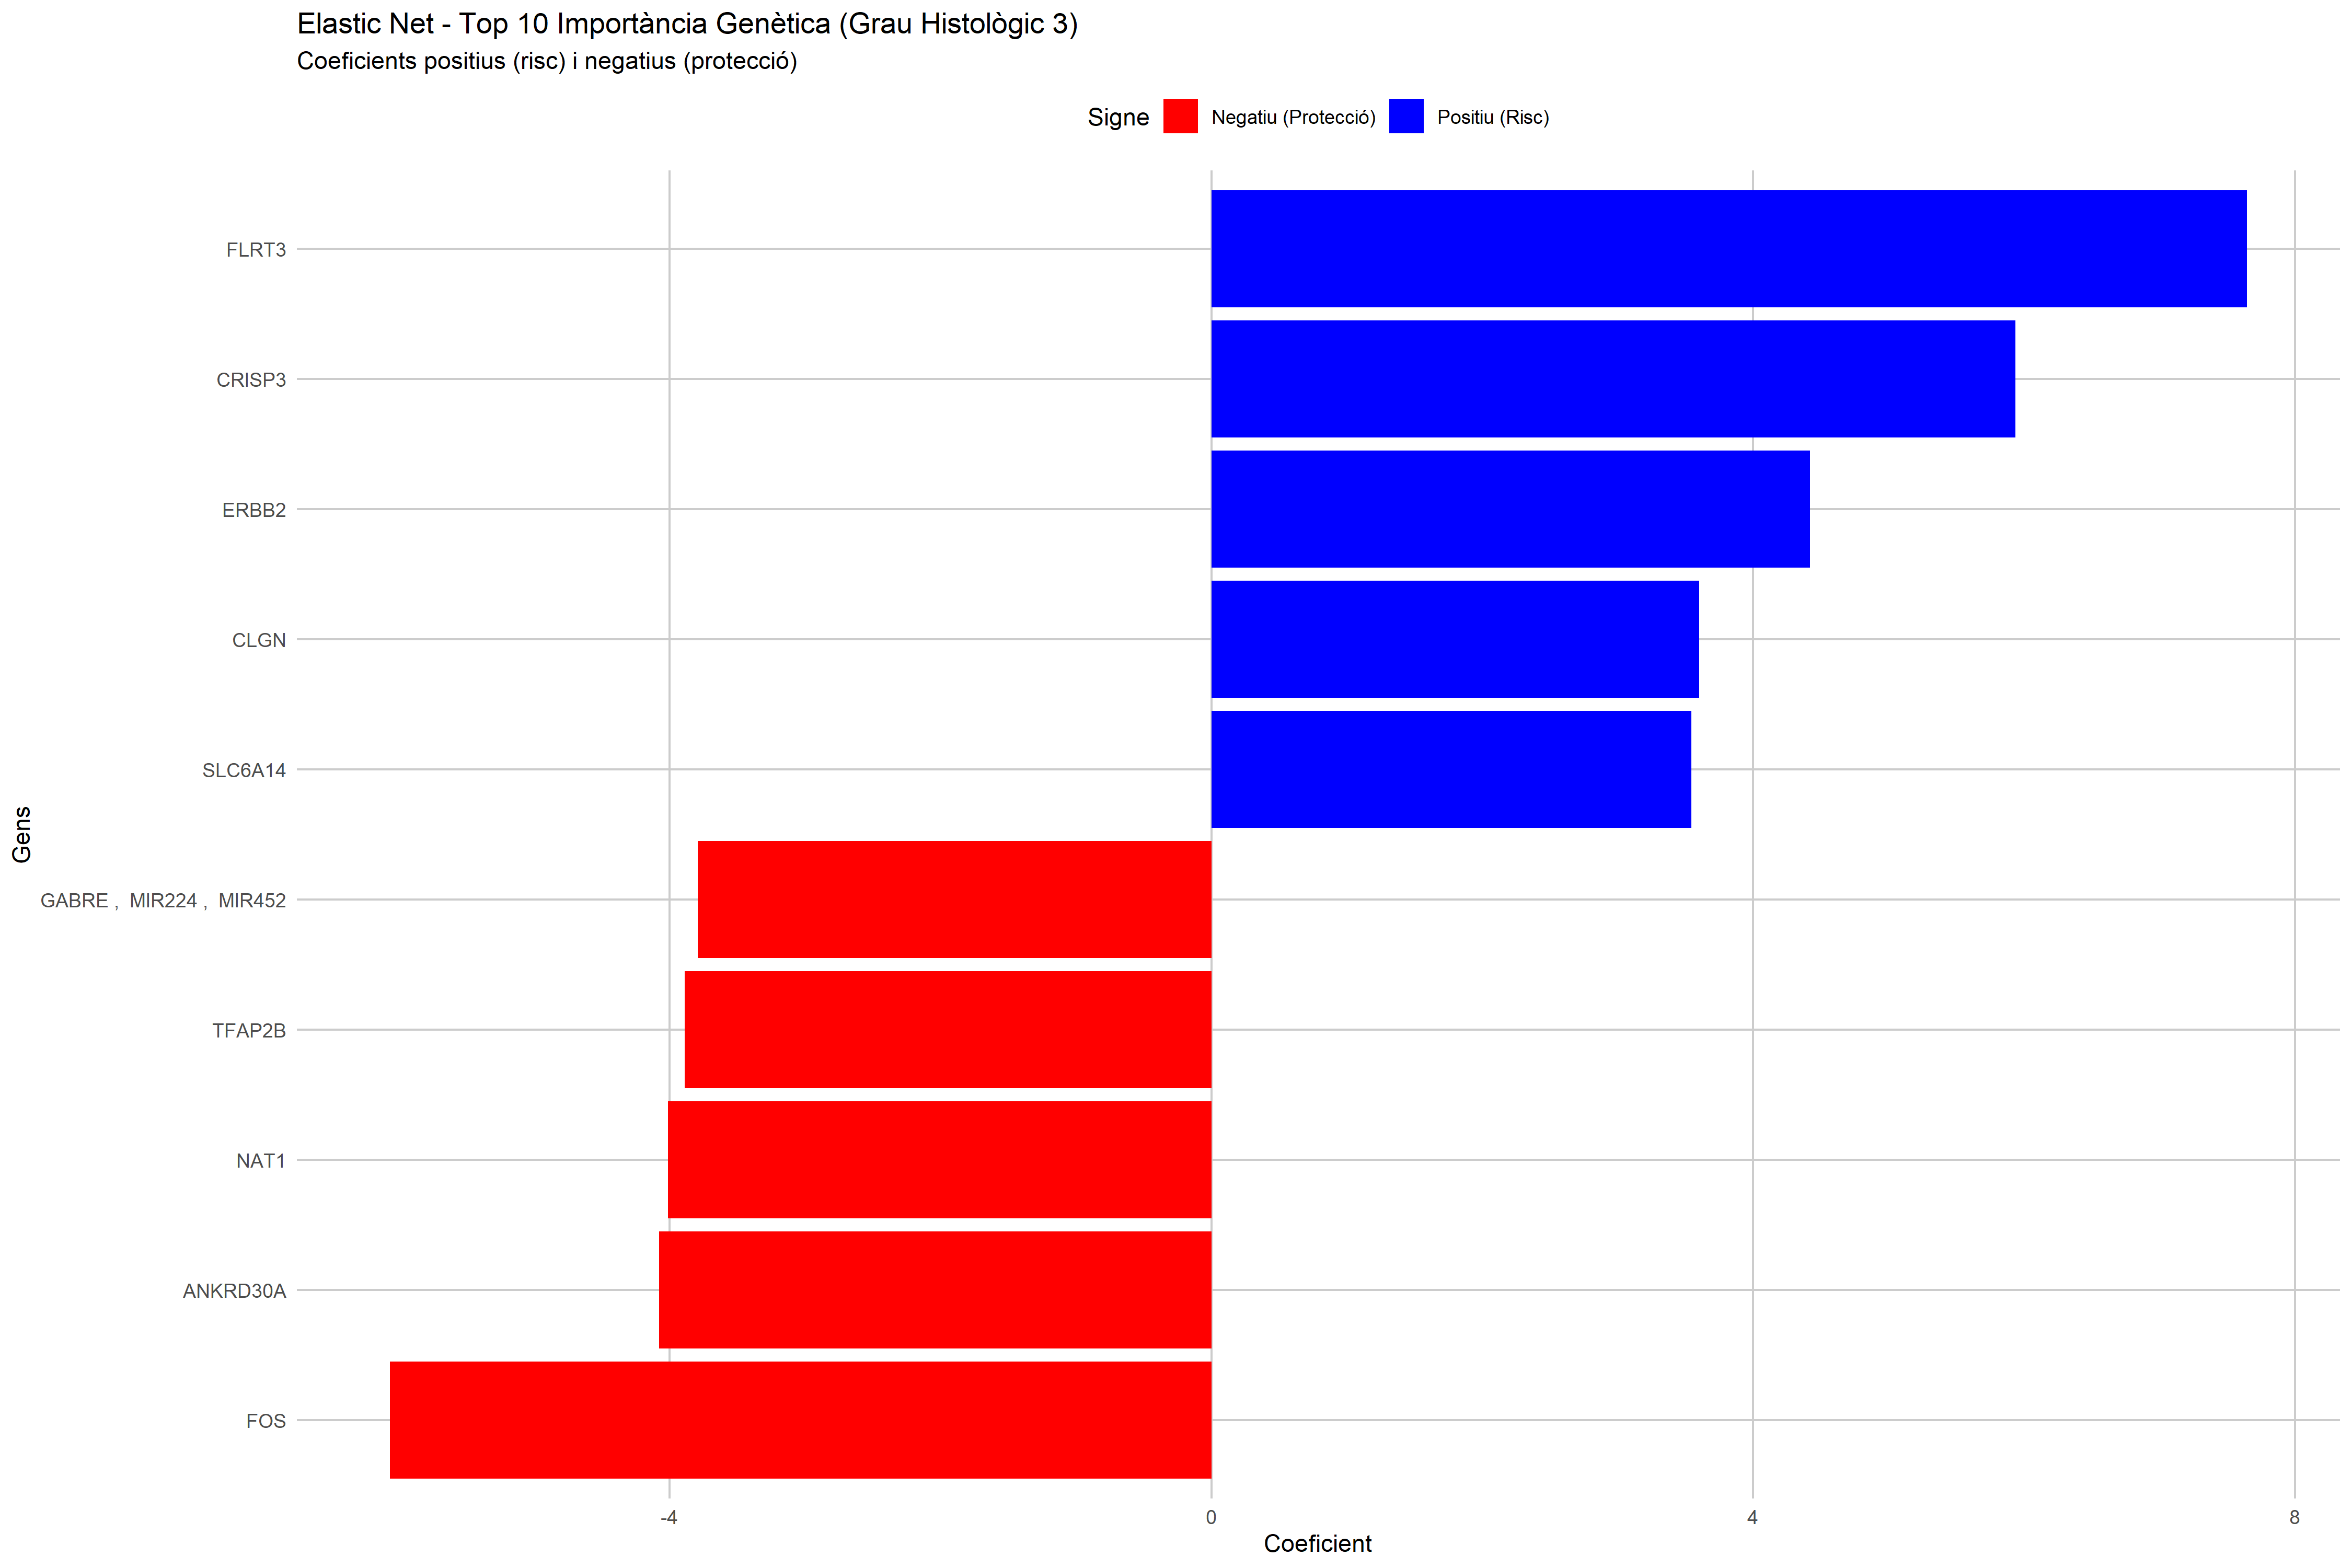 Elastic Net - Top 10 Importància Genètica (Grau Histològic 3)
Coeficients positius (risc) i negatius (protecció)
Signe Negatiu (Protecció) Positiu (Risc)
FLRT3
CRISP3
ERBB2
CLGN
SLC6A14
Gens
GABRE , MIR224 , MIR452
TFAP2B
NAT1
ANKRD30A
FOS
-4 0 4 8
Coeficient